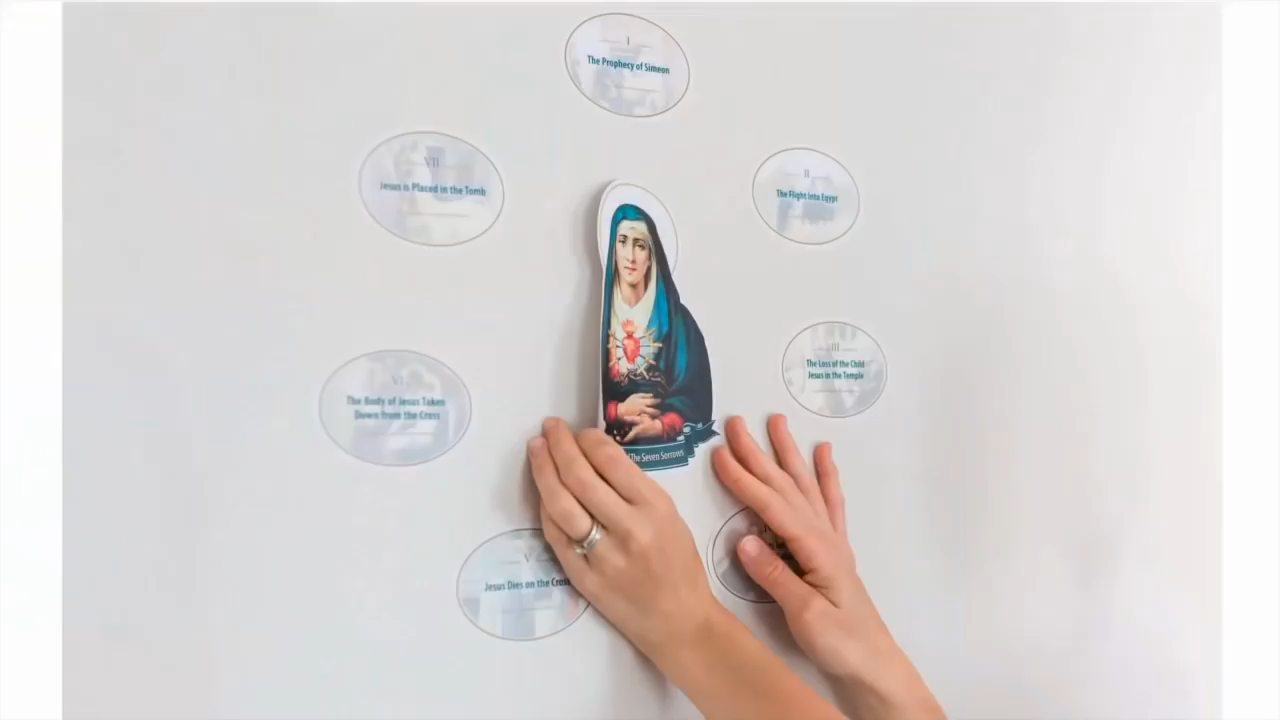 I
The Prophecy of Simeon
II
The Flight into Egypt
III
The Loss of the Child
Jesus in the Temple
V
Jesus Dies on the Cross
VI
The Body of Jesus Taken
Down from the Cross
VII
Jesus is Placed in the Tomb
The Seven Sorrows